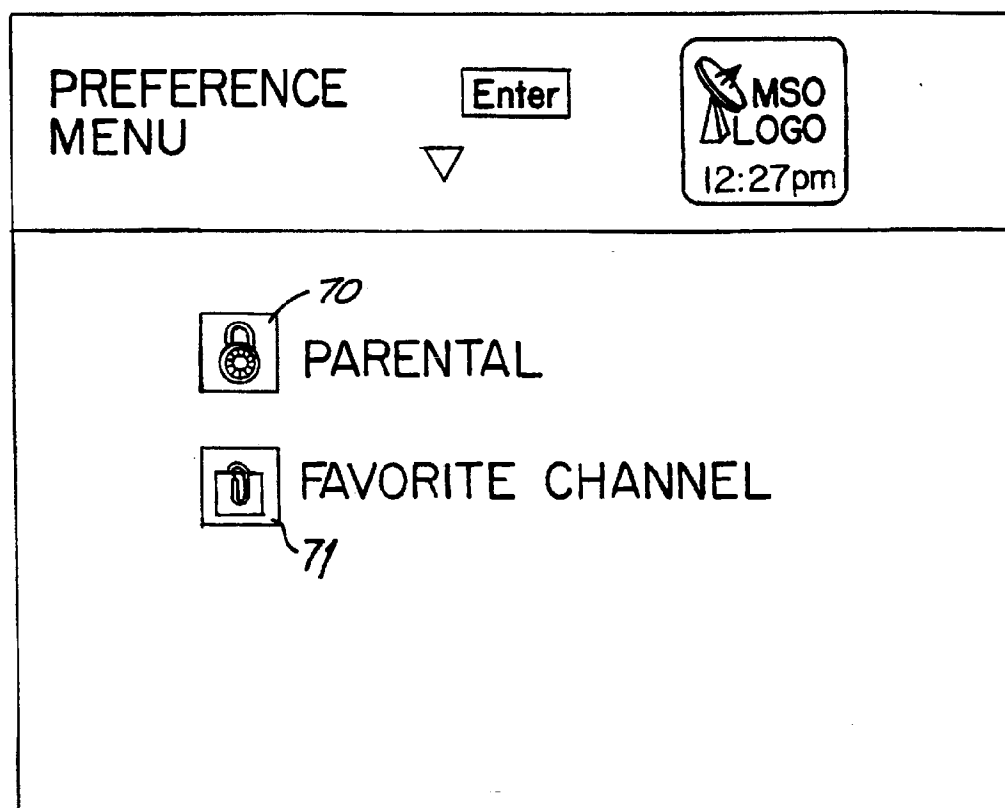 PREFERENCE
MENU
Enter
MSO
LOGO
12:27pm
70
PARENTAL
FAVORITE CHANNEL
71